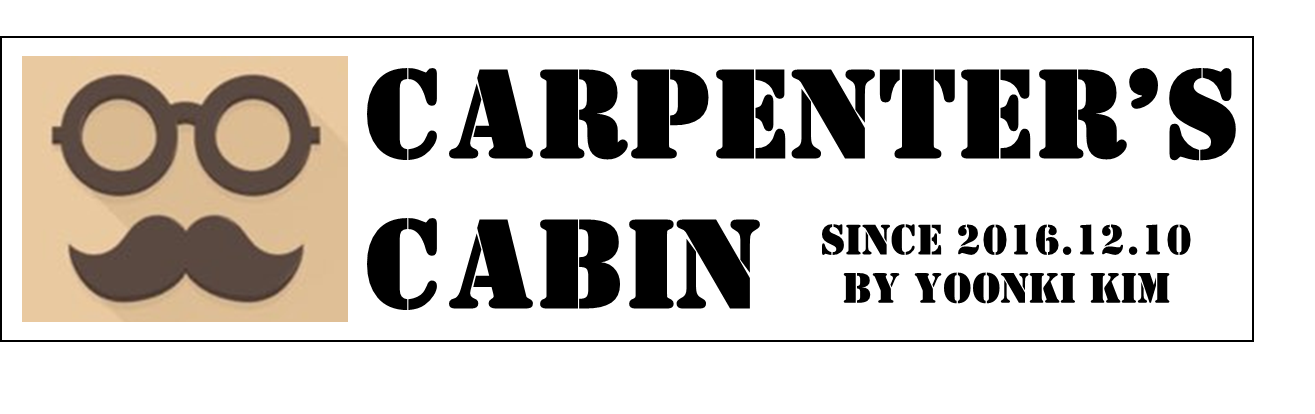 CARPENTER’S
CABIN
SINCE 2016.12.10
BY YOONKI KIM